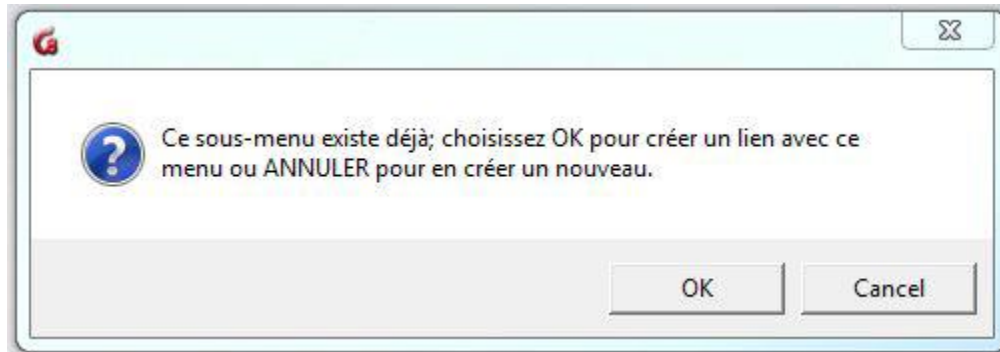 Ce sous-menu existe déjà; choisissez OK pour créer un lien avec ce
menu ou ANNULER pour en créer un nouveau.
OK
Cancel